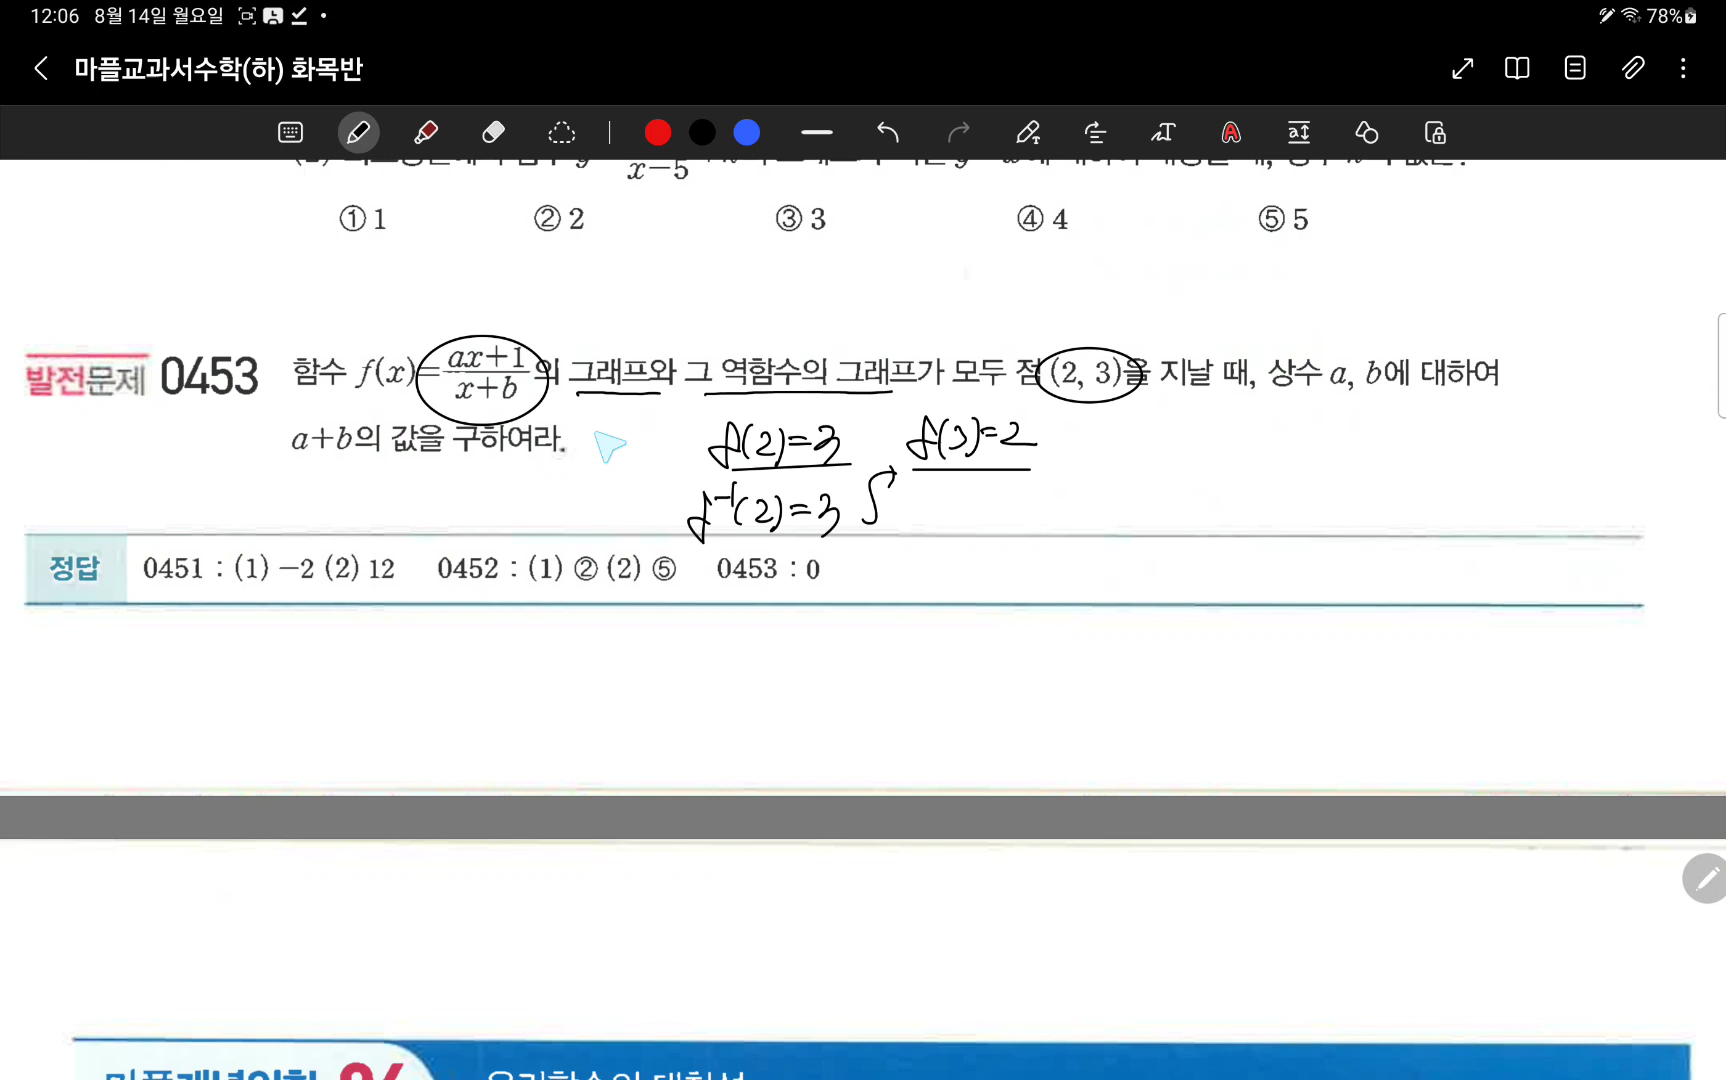 12:06 8월 14일 월요일 78%
마플교과서수학(하) 화목반
x−5
① 1 ② 2 ③ 3 ④ 4 ⑤ 5
발전문제 0453 함수 f(x)=\frac{ax+1}{x+b}의 그래프와 그 역함수의 그래프가 모두 점 (2, 3)을 지날 때, 상수 a, b에 대하여
a+b의 값을 구하여라.
f(2)=3 f(3)=2
f⁻¹(2)=3
정답 0451 : (1) −2 (2) 12 0452 : (1) ② (2) ⑤ 0453 : 0